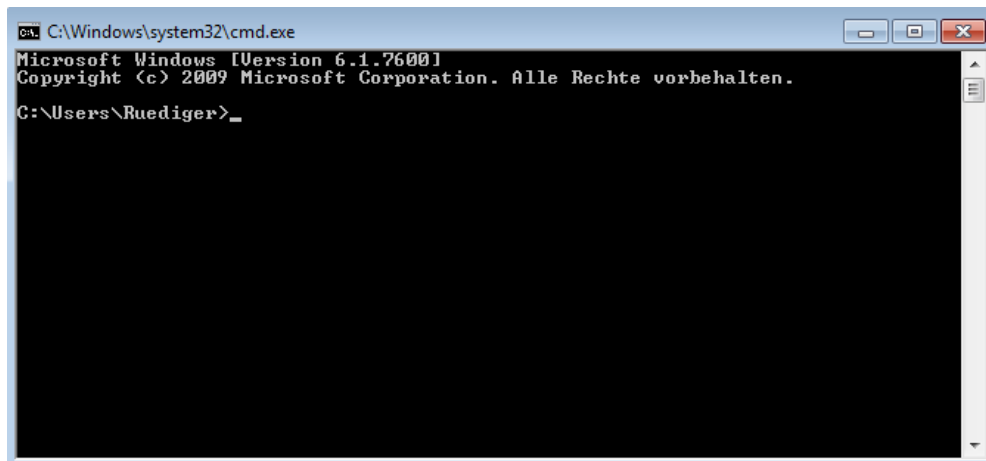 C:\Windows\system32\cmd.exe
Microsoft Windows [Version 6.1.7600]
Copyright (c) 2009 Microsoft Corporation. Alle Rechte vorbehalten.
C:\Users\Ruediger>_